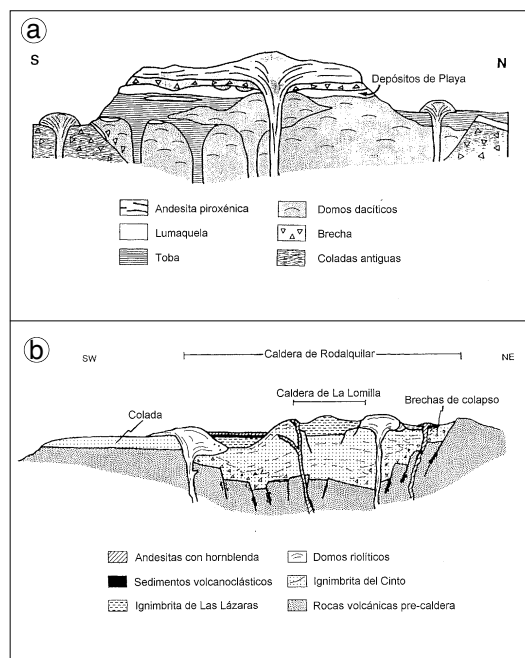 a
S
N
Depósitos de Playa
Andesita piroxénica
Domos dacíticos
Lumaquela
Brecha
Toba
Coladas antiguas
b
SW
Caldera de Rodalquilar
NE
Caldera de La Lomilla
Brechas de colapso
Colada
Andesitas con hornblenda
Domos riolíticos
Sedimentos volcanoclásticos
Ignimbrita del Cinto
Ignimbrita de Las Lázaras
Rocas volcánicas pre-caldera